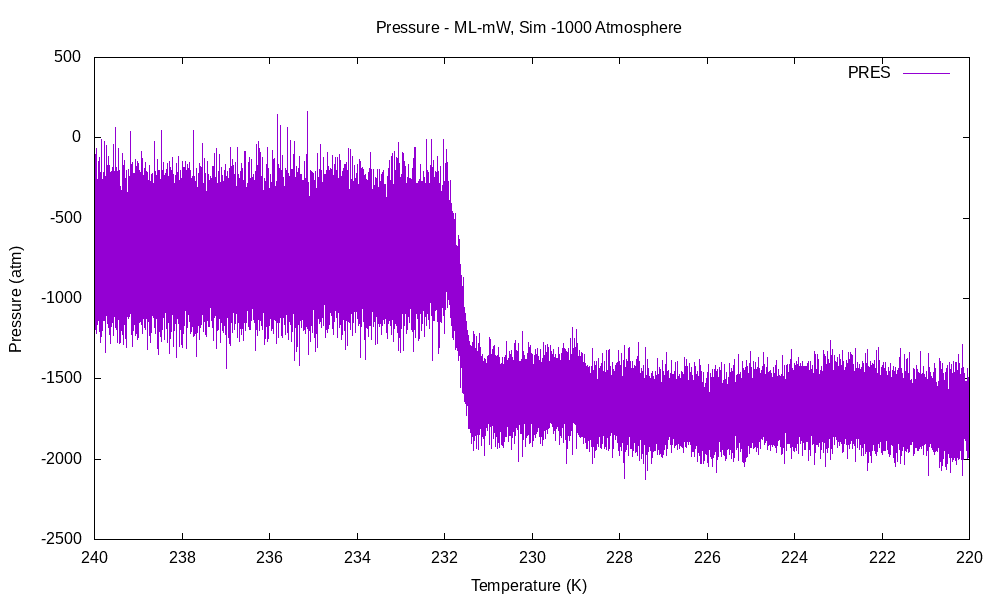 Pressure - ML-mW, Sim -1000 Atmosphere
PRES
500
0
-500
-1000
-1500
-2000
-2500
Pressure (atm)
240 238 236 234 232 230 228 226 224 222 220
Temperature (K)